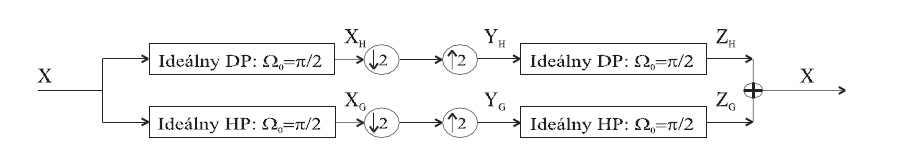 X_H Y_H Z_H
Ideálny DP: Ω₀=π/2 ↓2 ↑2 Ideálny DP: Ω₀=π/2
X X
X_G Y_G Z_G
Ideálny HP: Ω₀=π/2 ↓2 ↑2 Ideálny HP: Ω₀=π/2